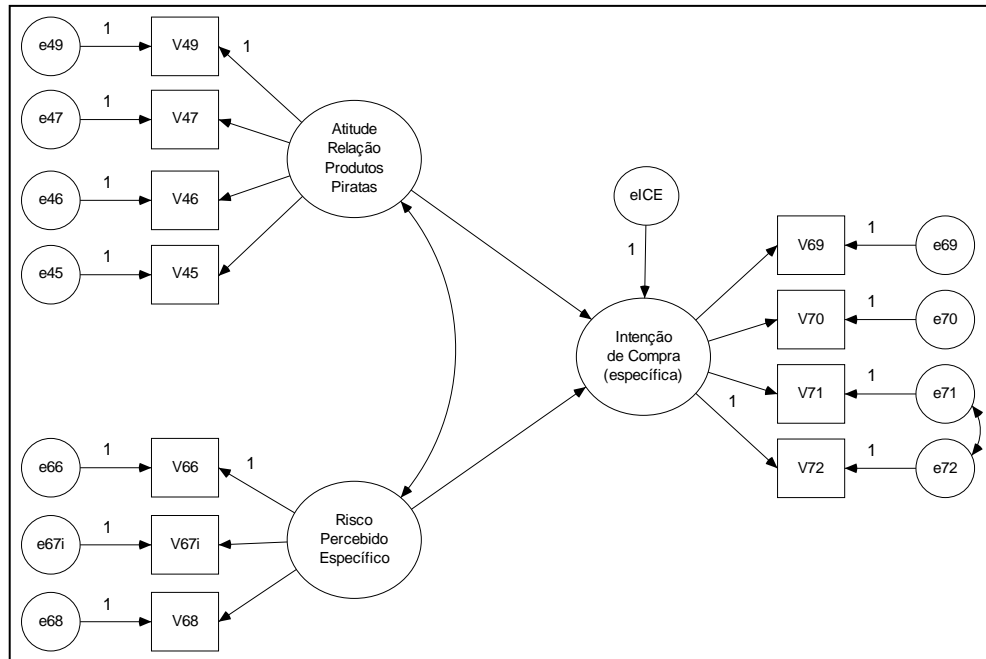 e49
1
V49
1
e47
1
V47
e46
1
V46
e45
1
V45
Atitude
Relação
Produtos
Piratas
eICE
1
Intenção
de Compra
(específica)
V69
1
e69
V70
1
e70
V71
1
e71
1
V72
1
e72
e66
1
V66
1
e67i
1
V67i
e68
1
V68
Risco
Percebido
Específico